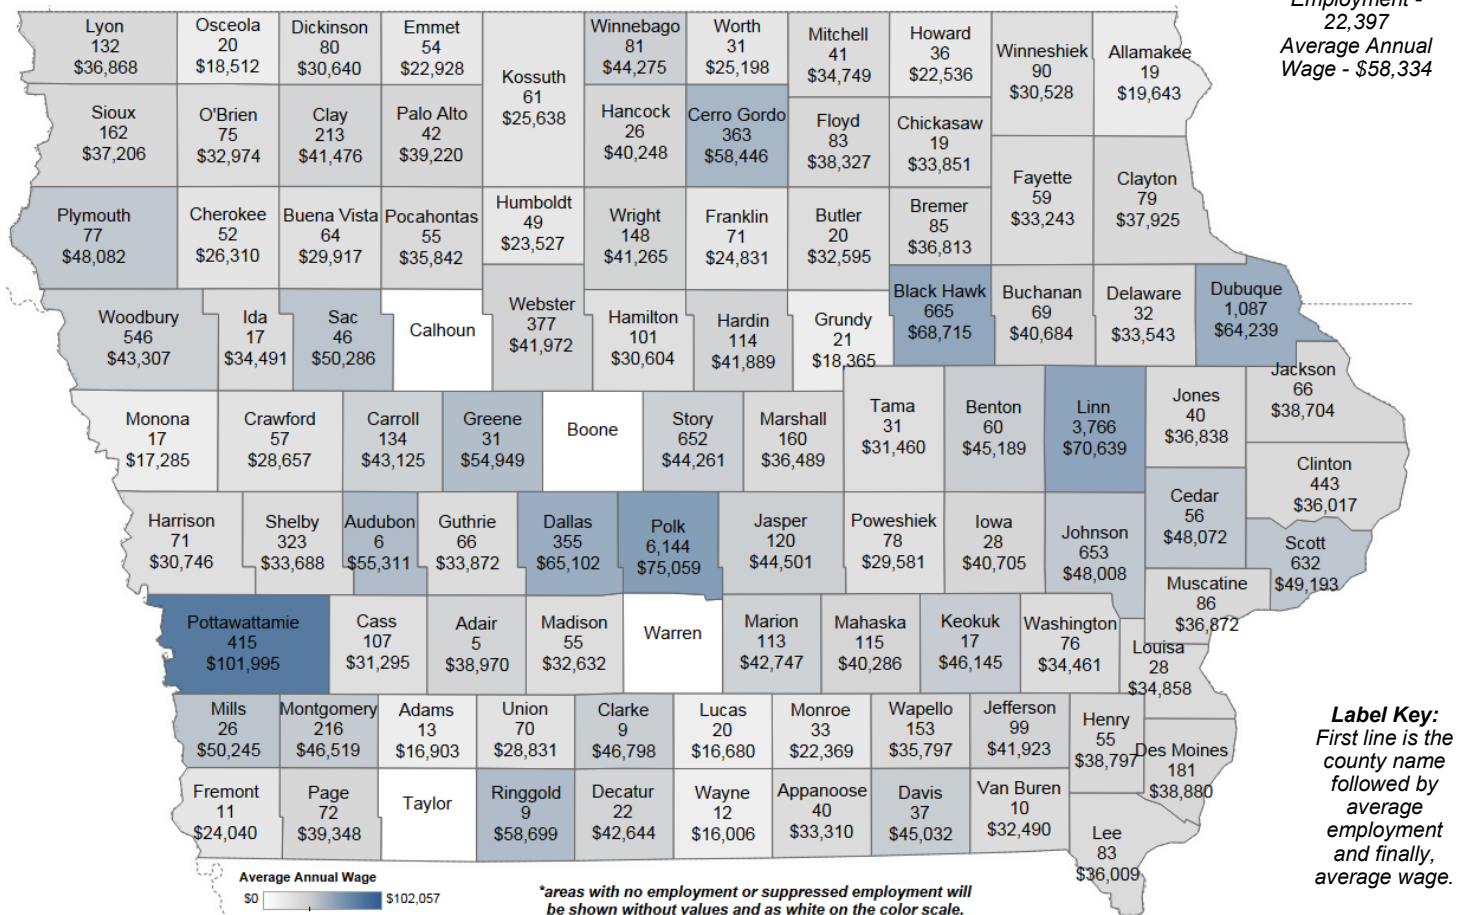 Employment -
22,397
Average Annual
Wage - $58,334
Lyon
132
$36,868
Osceola
20
$18,512
Dickinson
80
$30,640
Emmet
54
$22,928
Kossuth
61
$25,638
Winnebago
81
$44,275
Worth
31
$25,198
Mitchell
41
$34,749
Howard
36
$22,536
Winneshiek
90
$30,528
Allamakee
19
$19,643
Sioux
162
$37,206
O'Brien
75
$32,974
Clay
213
$41,476
Palo Alto
42
$39,220
Hancock
26
$40,248
Cerro Gordo
363
$58,446
Floyd
83
$38,327
Chickasaw
19
$33,851
Fayette
59
$33,243
Clayton
79
$37,925
Plymouth
77
$48,082
Cherokee
52
$26,310
Buena Vista
64
$29,917
Pocahontas
55
$35,842
Humboldt
49
$23,527
Wright
148
$41,265
Franklin
71
$24,831
Butler
20
$32,595
Bremer
85
$36,813
Woodbury
546
$43,307
Ida
17
$34,491
Sac
46
$50,286
Calhoun
Webster
377
$41,972
Hamilton
101
$30,604
Hardin
114
$41,889
Grundy
21
$18,365
Black Hawk
665
$68,715
Buchanan
69
$40,684
Delaware
32
$33,543
Dubuque
1,087
$64,239
Monona
17
$17,285
Crawford
57
$28,657
Carroll
134
$43,125
Greene
31
$54,949
Boone
Story
652
$44,261
Marshall
160
$36,489
Tama
31
$31,460
Benton
60
$45,189
Linn
3,766
$70,639
Jones
40
$36,838
Jackson
66
$38,704
Clinton
443
$36,017
Harrison
71
$30,746
Shelby
323
$33,688
Audubon
6
$55,311
Guthrie
66
$33,872
Dallas
355
$65,102
Polk
6,144
$75,059
Jasper
120
$44,501
Poweshiek
78
$29,581
Iowa
28
$40,705
Johnson
653
$48,008
Cedar
56
$48,072
Scott
632
$49,193
Muscatine
86
$36,872
Pottawattamie
415
$101,995
Cass
107
$31,295
Adair
5
$38,970
Madison
55
$32,632
Warren
Marion
113
$42,747
Mahaska
115
$40,286
Keokuk
17
$46,145
Washington
76
$34,461
Louisa
28
$34,858
Mills
26
$50,245
Montgomery
216
$46,519
Adams
13
$16,903
Union
70
$28,831
Clarke
9
$46,798
Lucas
20
$16,680
Monroe
33
$22,369
Wapello
153
$35,797
Jefferson
99
$41,923
Henry
55
$38,797
Des Moines
181
$38,880
Fremont
11
$24,040
Page
72
$39,348
Taylor
Ringgold
9
$58,699
Decatur
22
$42,644
Wayne
12
$16,006
Appanoose
40
$33,310
Davis
37
$45,032
Van Buren
10
$32,490
Lee
83
$36,009
Label Key:
First line is the
county name
followed by
average
employment
and finally,
average wage.
Average Annual Wage
$0 $102,057
*areas with no employment or suppressed employment will
be shown without values and as white on the color scale.